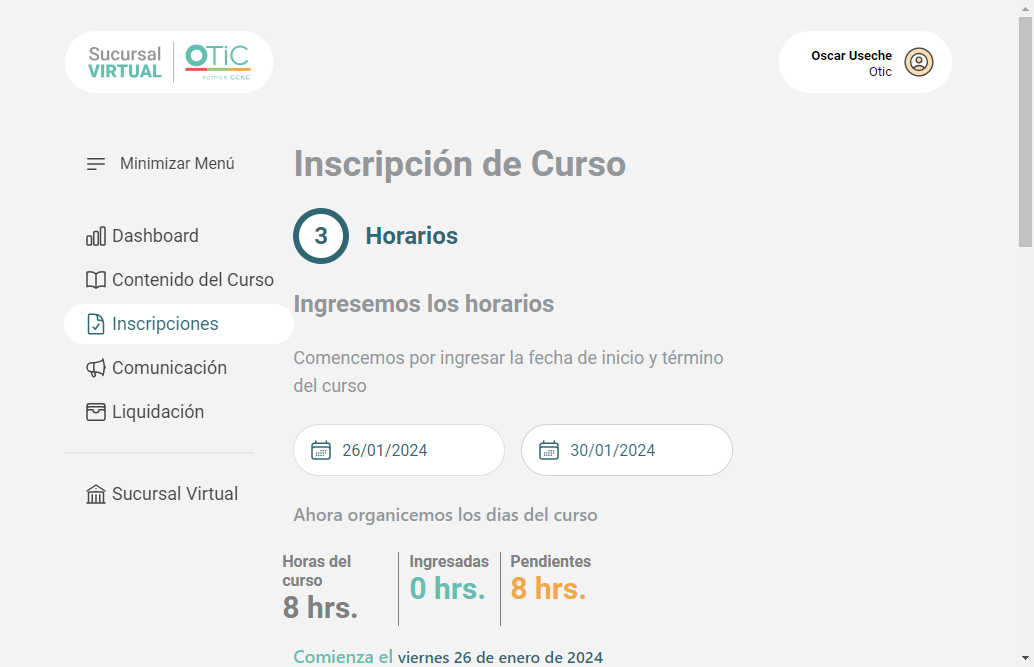 Sucursal
VIRTUAL
OTIC
somos CChC
Oscar Useche
Otic
Minimizar Menú
Dashboard
Contenido del Curso
Inscripciones
Comunicación
Liquidación
Sucursal Virtual
Inscripción de Curso
3
Horarios
Ingresemos los horarios
Comencemos por ingresar la fecha de inicio y término
del curso
26/01/2024
30/01/2024
Ahora organicemos los dias del curso
Horas del
curso
8 hrs.
Ingresadas
0 hrs.
Pendientes
8 hrs.
Comienza el viernes 26 de enero de 2024